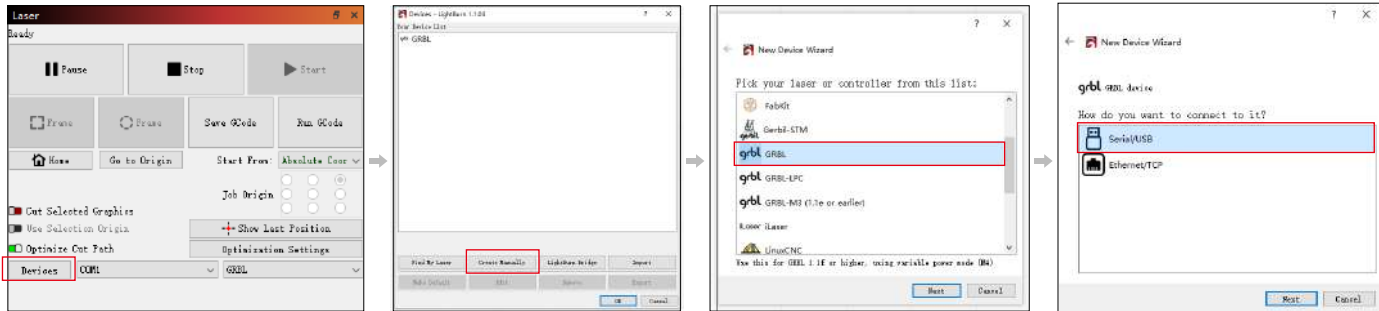 Laser
Ready
Pause
Stop
Start
Frame
Frame
Save GCode
Run GCode
Home
Go to Origin
Start From:
Absolute Coor
Job Origin
Cut Selected Graphics
Use Selection Origin
Show Last Position
Optimize Cut Path
Optimization Settings
Devices
COM1
GRBL
Devices - LightBurn 1.1.04
? ×
Your Device List
GRBL
Find My Laser
Create Manually
LightBurn Bridge
Import
Make Default
Edit
Remove
Export
OK
Cancel
? ×
New Device Wizard
Pick your laser or controller from this list:
FabKit
Gerbil-STM
grbl GRBL
grbl GRBL-LPC
grbl GRBL-M3 (1.1e or earlier)
iLaser
LinuxCNC
Use this for GRBL 1.1f or higher, using variable power mode (M4)
Next
Cancel
? ×
New Device Wizard
grbl GRBL device
How do you want to connect to it?
Serial/USB
Ethernet/TCP
Next
Cancel